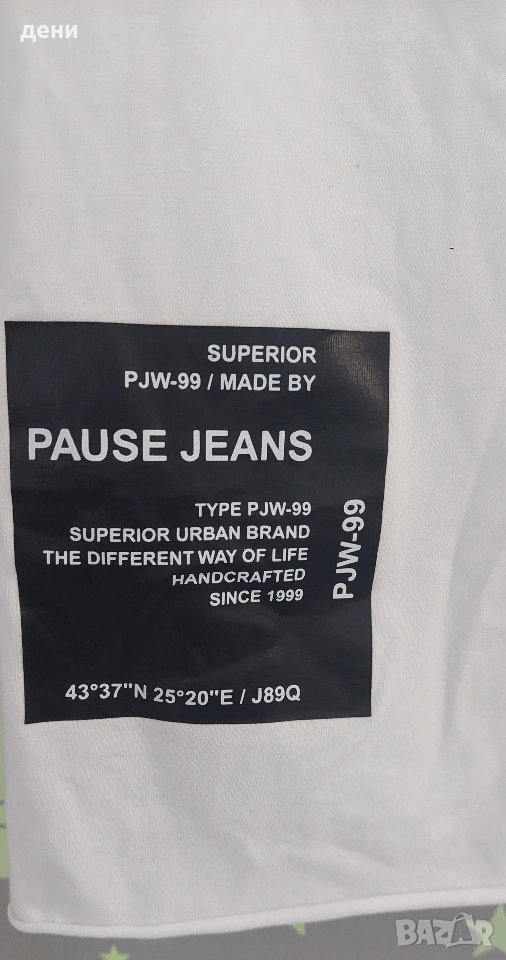 дени
SUPERIOR
PJW-99 / MADE BY
PAUSE JEANS
TYPE PJW-99
SUPERIOR URBAN BRAND
THE DIFFERENT WAY OF LIFE
HANDCRAFTED
SINCE 1999
PJW-99
43°37"N 25°20"E / J89Q
BAZAR